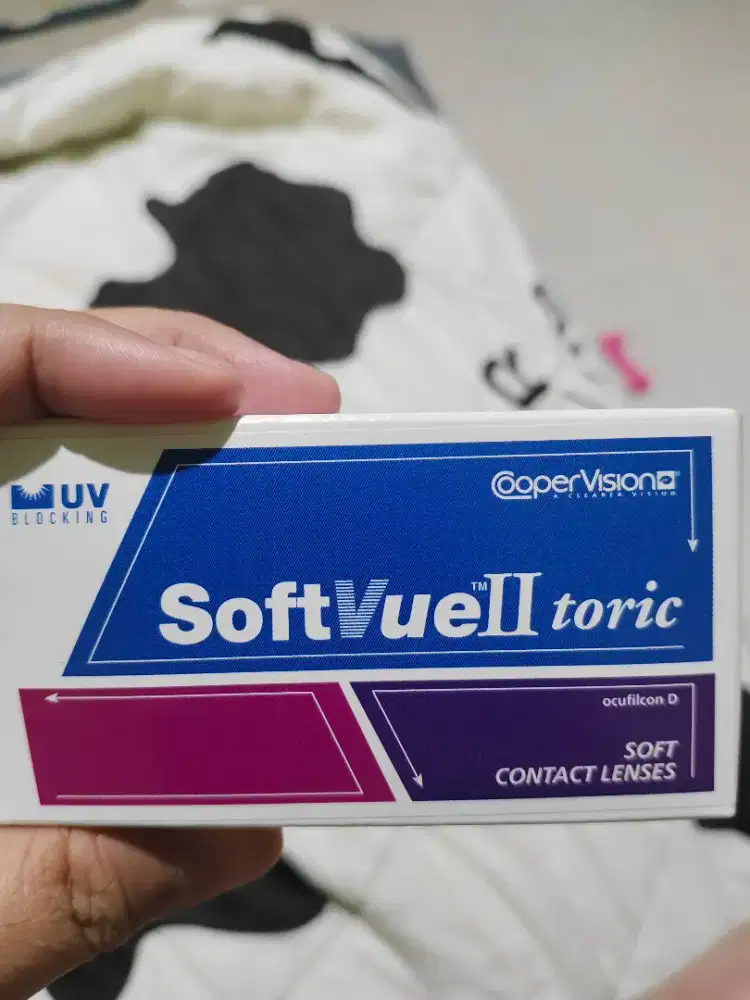 UV
BLOCKING
CooperVision
A CLEARER VISION
SoftVue™II toric
ocufilcon D
SOFT
CONTACT LENSES